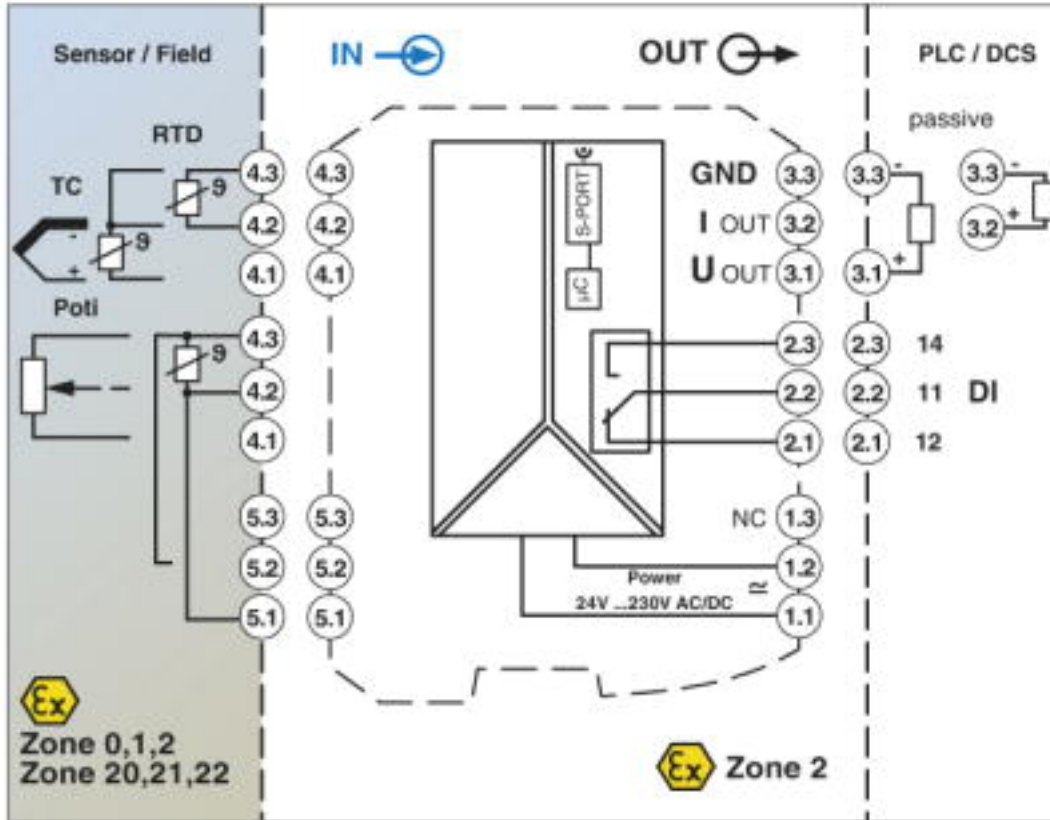 Sensor / Field
IN
OUT
PLC / DCS
RTD
TC
ϑ
ϑ
-
+
4.3
4.2
4.1
4.3
4.2
4.1
S-PORT
µC
GND
I OUT
U OUT
3.3
3.2
3.1
passive
3.3
-
3.1
+
3.3
-
3.2
+
Poti
ϑ
4.3
4.2
4.1
2.3
2.2
2.1
2.3
2.2
2.1
14
11
12
DI
5.3
5.2
5.1
5.3
5.2
5.1
NC
1.3
1.2
1.1
Power
24V ...230V AC/DC
≃
Ex
Zone 0,1,2
Zone 20,21,22
Ex
Zone 2